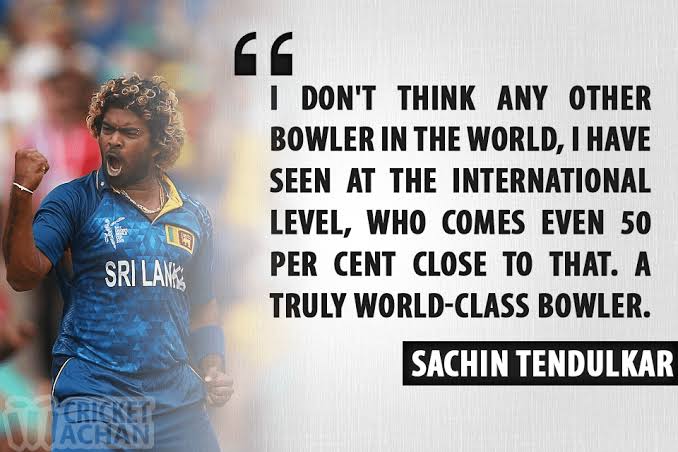 “
I DON'T THINK ANY OTHER
BOWLER IN THE WORLD, I HAVE
SEEN AT THE INTERNATIONAL
LEVEL, WHO COMES EVEN 50
PER CENT CLOSE TO THAT. A
TRULY WORLD-CLASS BOWLER.
SACHIN TENDULKAR
SRI LANKA
CRICKET
ACHAN